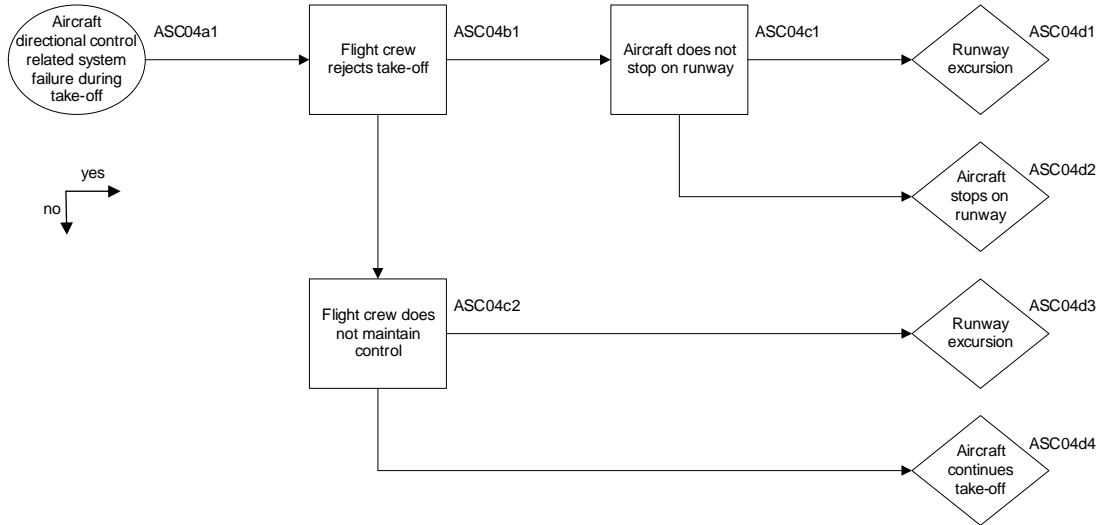 Aircraft
directional control
related system
failure during
take-off
ASC04a1
Flight crew
rejects take-off
ASC04b1
Aircraft does not
stop on runway
ASC04c1
Runway
excursion
ASC04d1
yes
no
Aircraft
stops on
runway
ASC04d2
Flight crew does
not maintain
control
ASC04c2
Runway
excursion
ASC04d3
Aircraft
continues
take-off
ASC04d4